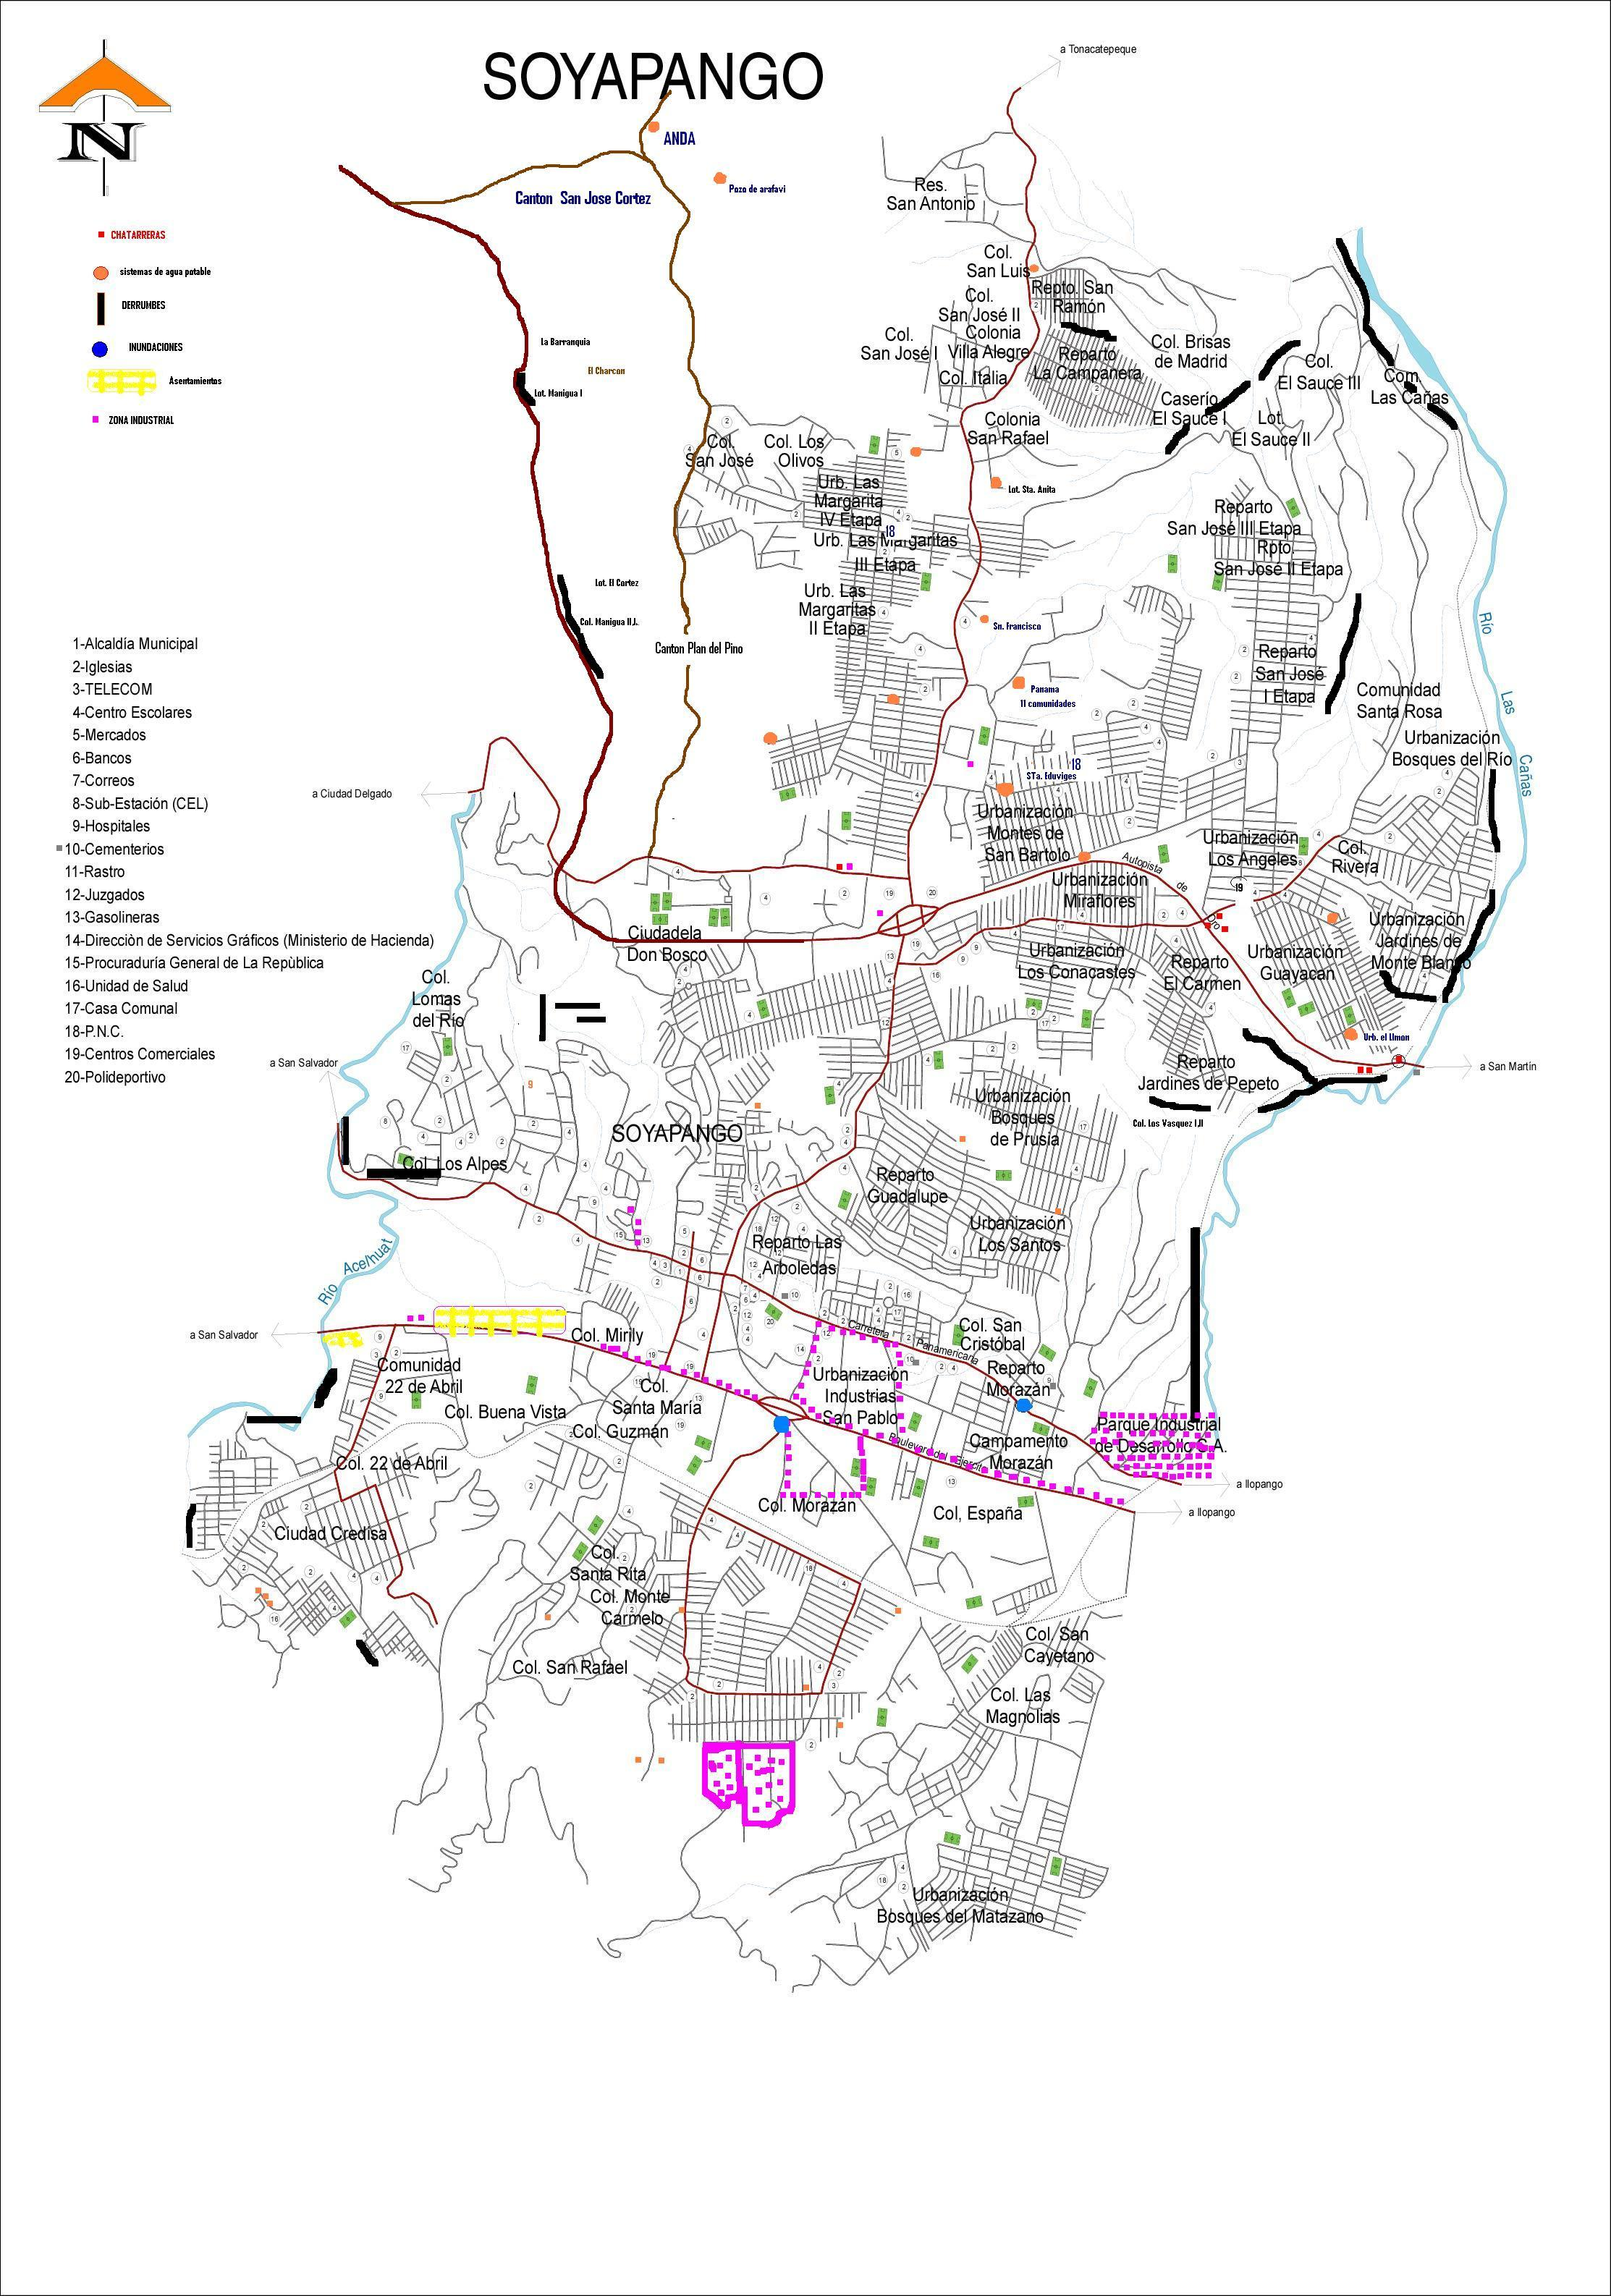 SOYAPANGO
a Tonacatepeque
N
ANDA
Pozo de arafavi
Canton San Jose Cortez
Res.
San Antonio
CHATARRERAS
sistemas de agua potable
DERRUMBES
INUNDACIONES
Asentamientos
ZONA INDUSTRIAL
Col.
San Luis
Repto. San
Ramón
Col.
San José II
Col.
San José I
Colonia
Villa Alegre
Col. Italia
Reparto
La Campanera
Col. Brisas
de Madrid
Col.
El Sauce III
Com.
Las Cañas
Caserío
El Sauce I
Lot.
El Sauce II
La Barranquia
El Charcon
Lot. Manigua I
Colonia
San Rafael
Col.
San José
Col. Los
Olivos
Urb. Las
Margarita
IV Etapa
18
Urb. Las Margaritas
III Etapa
Urb. Las
Margaritas
II Etapa
Lot. Sta. Anita
Reparto
San José III Etapa
Rpto.
San José II Etapa
Lot. El Cortez
Col. Manigua II,I.
Canton Plan del Pino
Sn. Francisco
Panama
11 comunidades
Reparto
San José
I Etapa
Comunidad
Santa Rosa
Urbanización
Bosques del Río
Río
Las
Cañas
1-Alcaldía Municipal
2-Iglesias
3-TELECOM
4-Centro Escolares
5-Mercados
6-Bancos
7-Correos
8-Sub-Estación (CEL)
9-Hospitales
10-Cementerios
11-Rastro
12-Juzgados
13-Gasolineras
14-Direcciòn de Servicios Gráficos (Ministerio de Hacienda)
15-Procuraduría General de La Repùblica
16-Unidad de Salud
17-Casa Comunal
18-P.N.C.
19-Centros Comerciales
20-Polideportivo
a Ciudad Delgado
18
STa. Eduviges
Urbanización
Montes de
San Bartolo
Urbanización
Los Angeles
Col.
Rivera
Autopista de Oro
Urbanización
Miraflores
19
Ciudadela
Don Bosco
Urbanización
Los Conacastes
Reparto
El Carmen
Urbanización
Guayacan
Urbanización
Jardines de
Monte Blanco
Urb. el Limon
a San Martín
Col.
Lomas
del Río
a San Salvador
9
Reparto
Jardines de Pepeto
Col. Los Vasquez I,II
Urbanización
Bosques
de Prusia
SOYAPANGO
Col. Los Alpes
Reparto
Guadalupe
Urbanización
Los Santos
Reparto Las
Arboledas
Río
a San Salvador
Col. Mirily
Carretera Panamericana
Col. San
Cristóbal
Reparto
Morazán
Comunidad
22 de Abril
Col. Buena Vista
Col.
Santa María
Col. Guzmán
Urbanización
Industrias
San Pablo
Campamento
Morazán
Parque Industrial
de Desarrollo S.A.
Col. 22 de Abril
Ciudad Credisa
Col. Morazan
Col, España
a Ilopango
a Ilopango
Col.
Santa Rita
Col. Monte
Carmelo
Col. San Rafael
Col. San
Cayetano
Col. Las
Magnolias
Urbanización
Bosques del Matazano